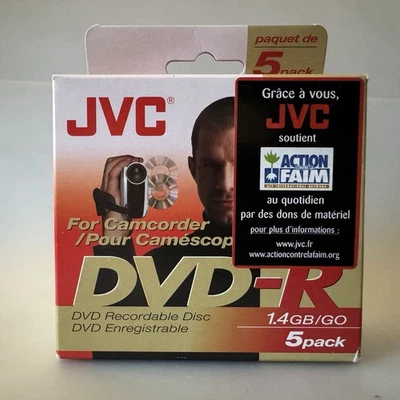 paquet de
5 pack
JVC®
Grâce à vous,
JVC
soutient
ACTION
FAIM
au quotidien
par des dons de matériel
pour plus d'informations :
www.jvc.fr
www.actioncontrelafaim.org
For Camcorder
/Pour Caméscop
DVD-R
DVD Recordable Disc
DVD Enregistrable
1.4GB/GO
5pack